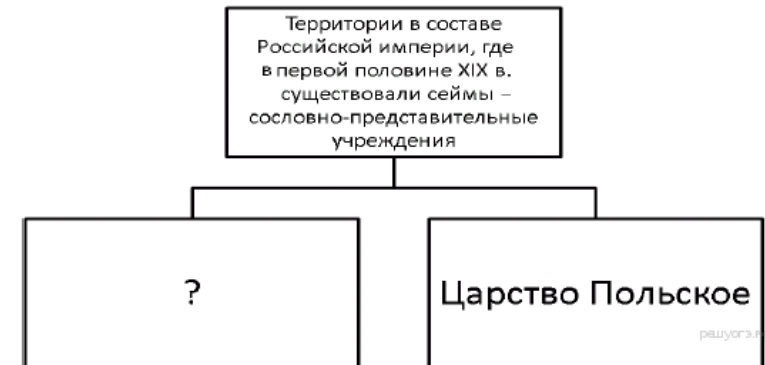 Территории в составе
Российской империи, где
в первой половине XIX в.
существовали сеймы –
сословно-представительные
учреждения
?
Царство Польское